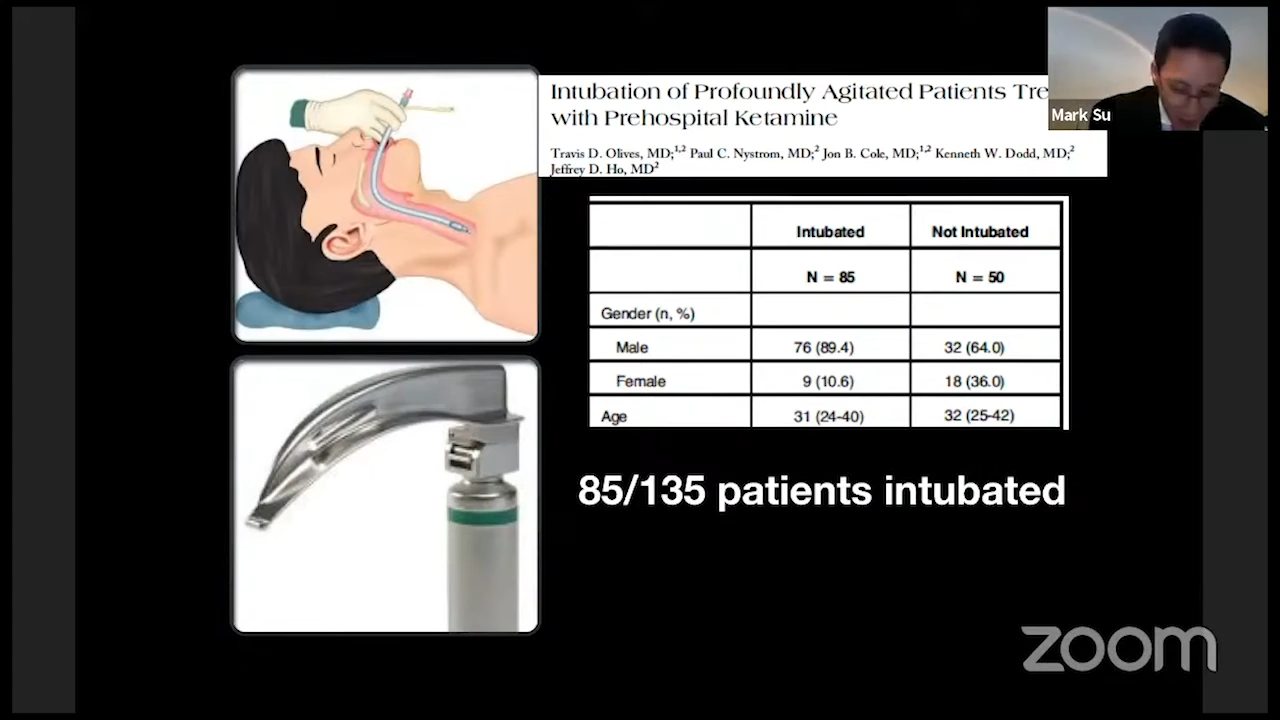 Intubation of Profoundly Agitated Patients
with Prehospital Ketamine
Travis D. Olives, MD;1,2 Paul C. Nystrom, MD;2 Jon B. Cole, MD;1,2 Kenneth W. Dodd, MD;2
Jeffrey D. Ho, MD2
Mark Su
Intubated Not Intubated
N = 85 N = 50
Gender (n, %)
Male 76 (89.4) 32 (64.0)
Female 9 (10.6) 18 (36.0)
Age 31 (24-40) 32 (25-42)
85/135 patients intubated
zoom